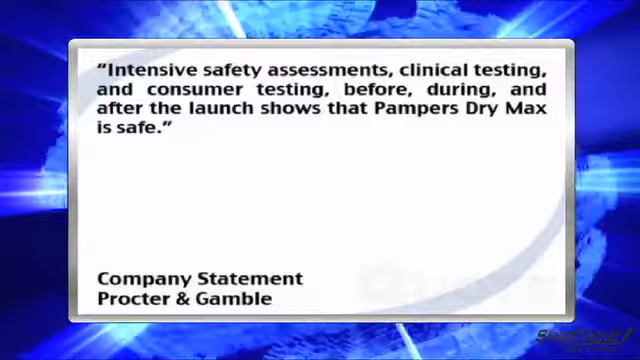 “Intensive safety assessments, clinical testing,
and consumer testing, before, during, and
after the launch shows that Pampers Dry Max
is safe.”
Company Statement
Procter & Gamble